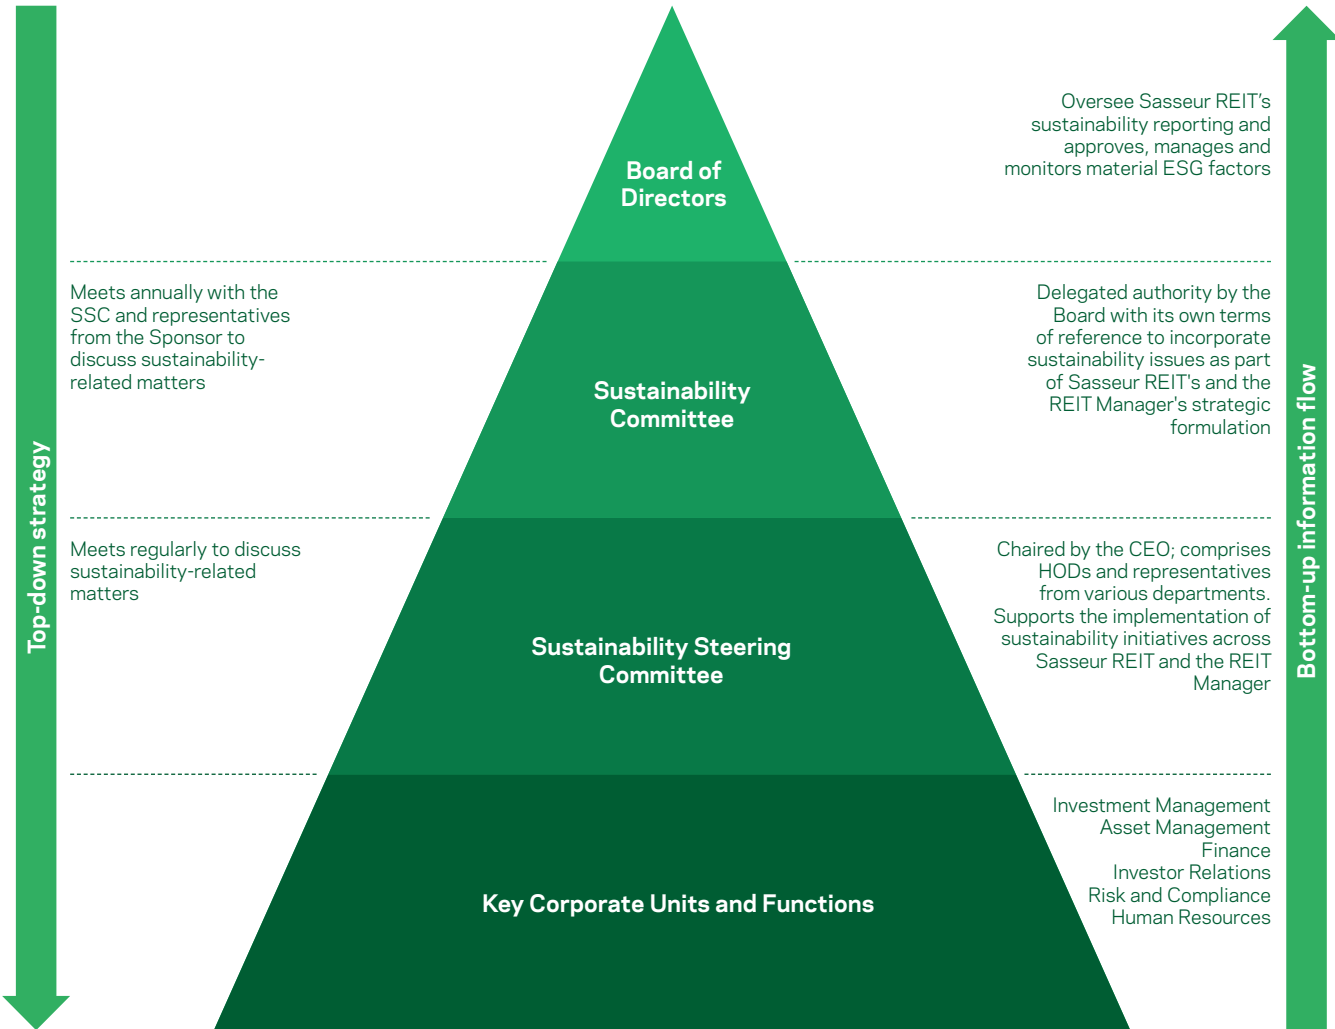 Top-down strategy
Board of
Directors
Oversee Sasseur REIT’s
sustainability reporting and
approves, manages and
monitors material ESG factors
Meets annually with the
SSC and representatives
from the Sponsor to
discuss sustainability-
related matters
Sustainability
Committee
Delegated authority by the
Board with its own terms
of reference to incorporate
sustainability issues as part
of Sasseur REIT's and the
REIT Manager's strategic
formulation
Meets regularly to discuss
sustainability-related
matters
Sustainability Steering
Committee
Chaired by the CEO; comprises
HODs and representatives
from various departments.
Supports the implementation of
sustainability initiatives across
Sasseur REIT and the REIT
Manager
Key Corporate Units and Functions
Investment Management
Asset Management
Finance
Investor Relations
Risk and Compliance
Human Resources
Bottom-up information flow